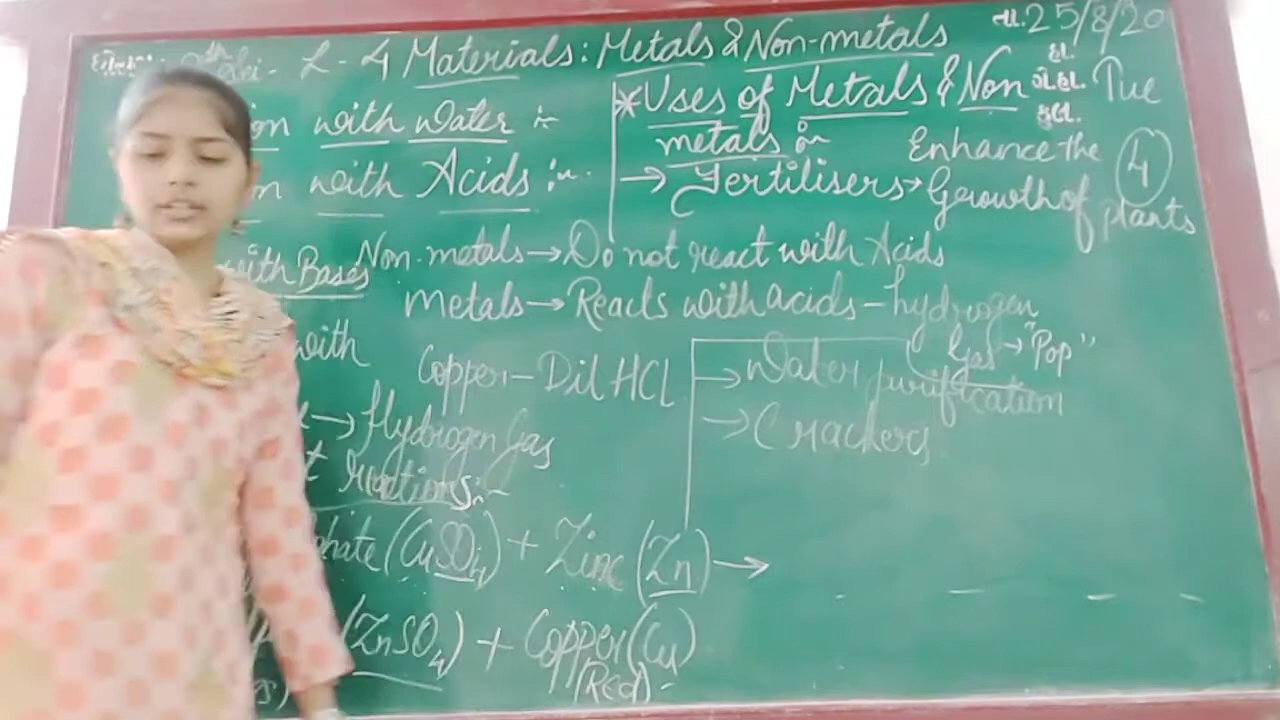 L - 4 Materials: Metals & Non-metals
તા. 25/8/20
on with water :-
n with Acids :-
with Bases
* Uses of Metals & Non
metals :-
Tue
4
→ Fertilisers → Enhance the
Growth of plants
Non-metals → Do not react with Acids
Metals → Reacts with acids - hydrogen
Gas → "Pop"
with
Copper - Dil HCL
→ Water purification
→ Crackers
→ Hydrogen Gas
t reactions :-
phate (CuSO4) + Zinc (Zn) →
(ZnSO4) + Copper (Cu)
(Red)